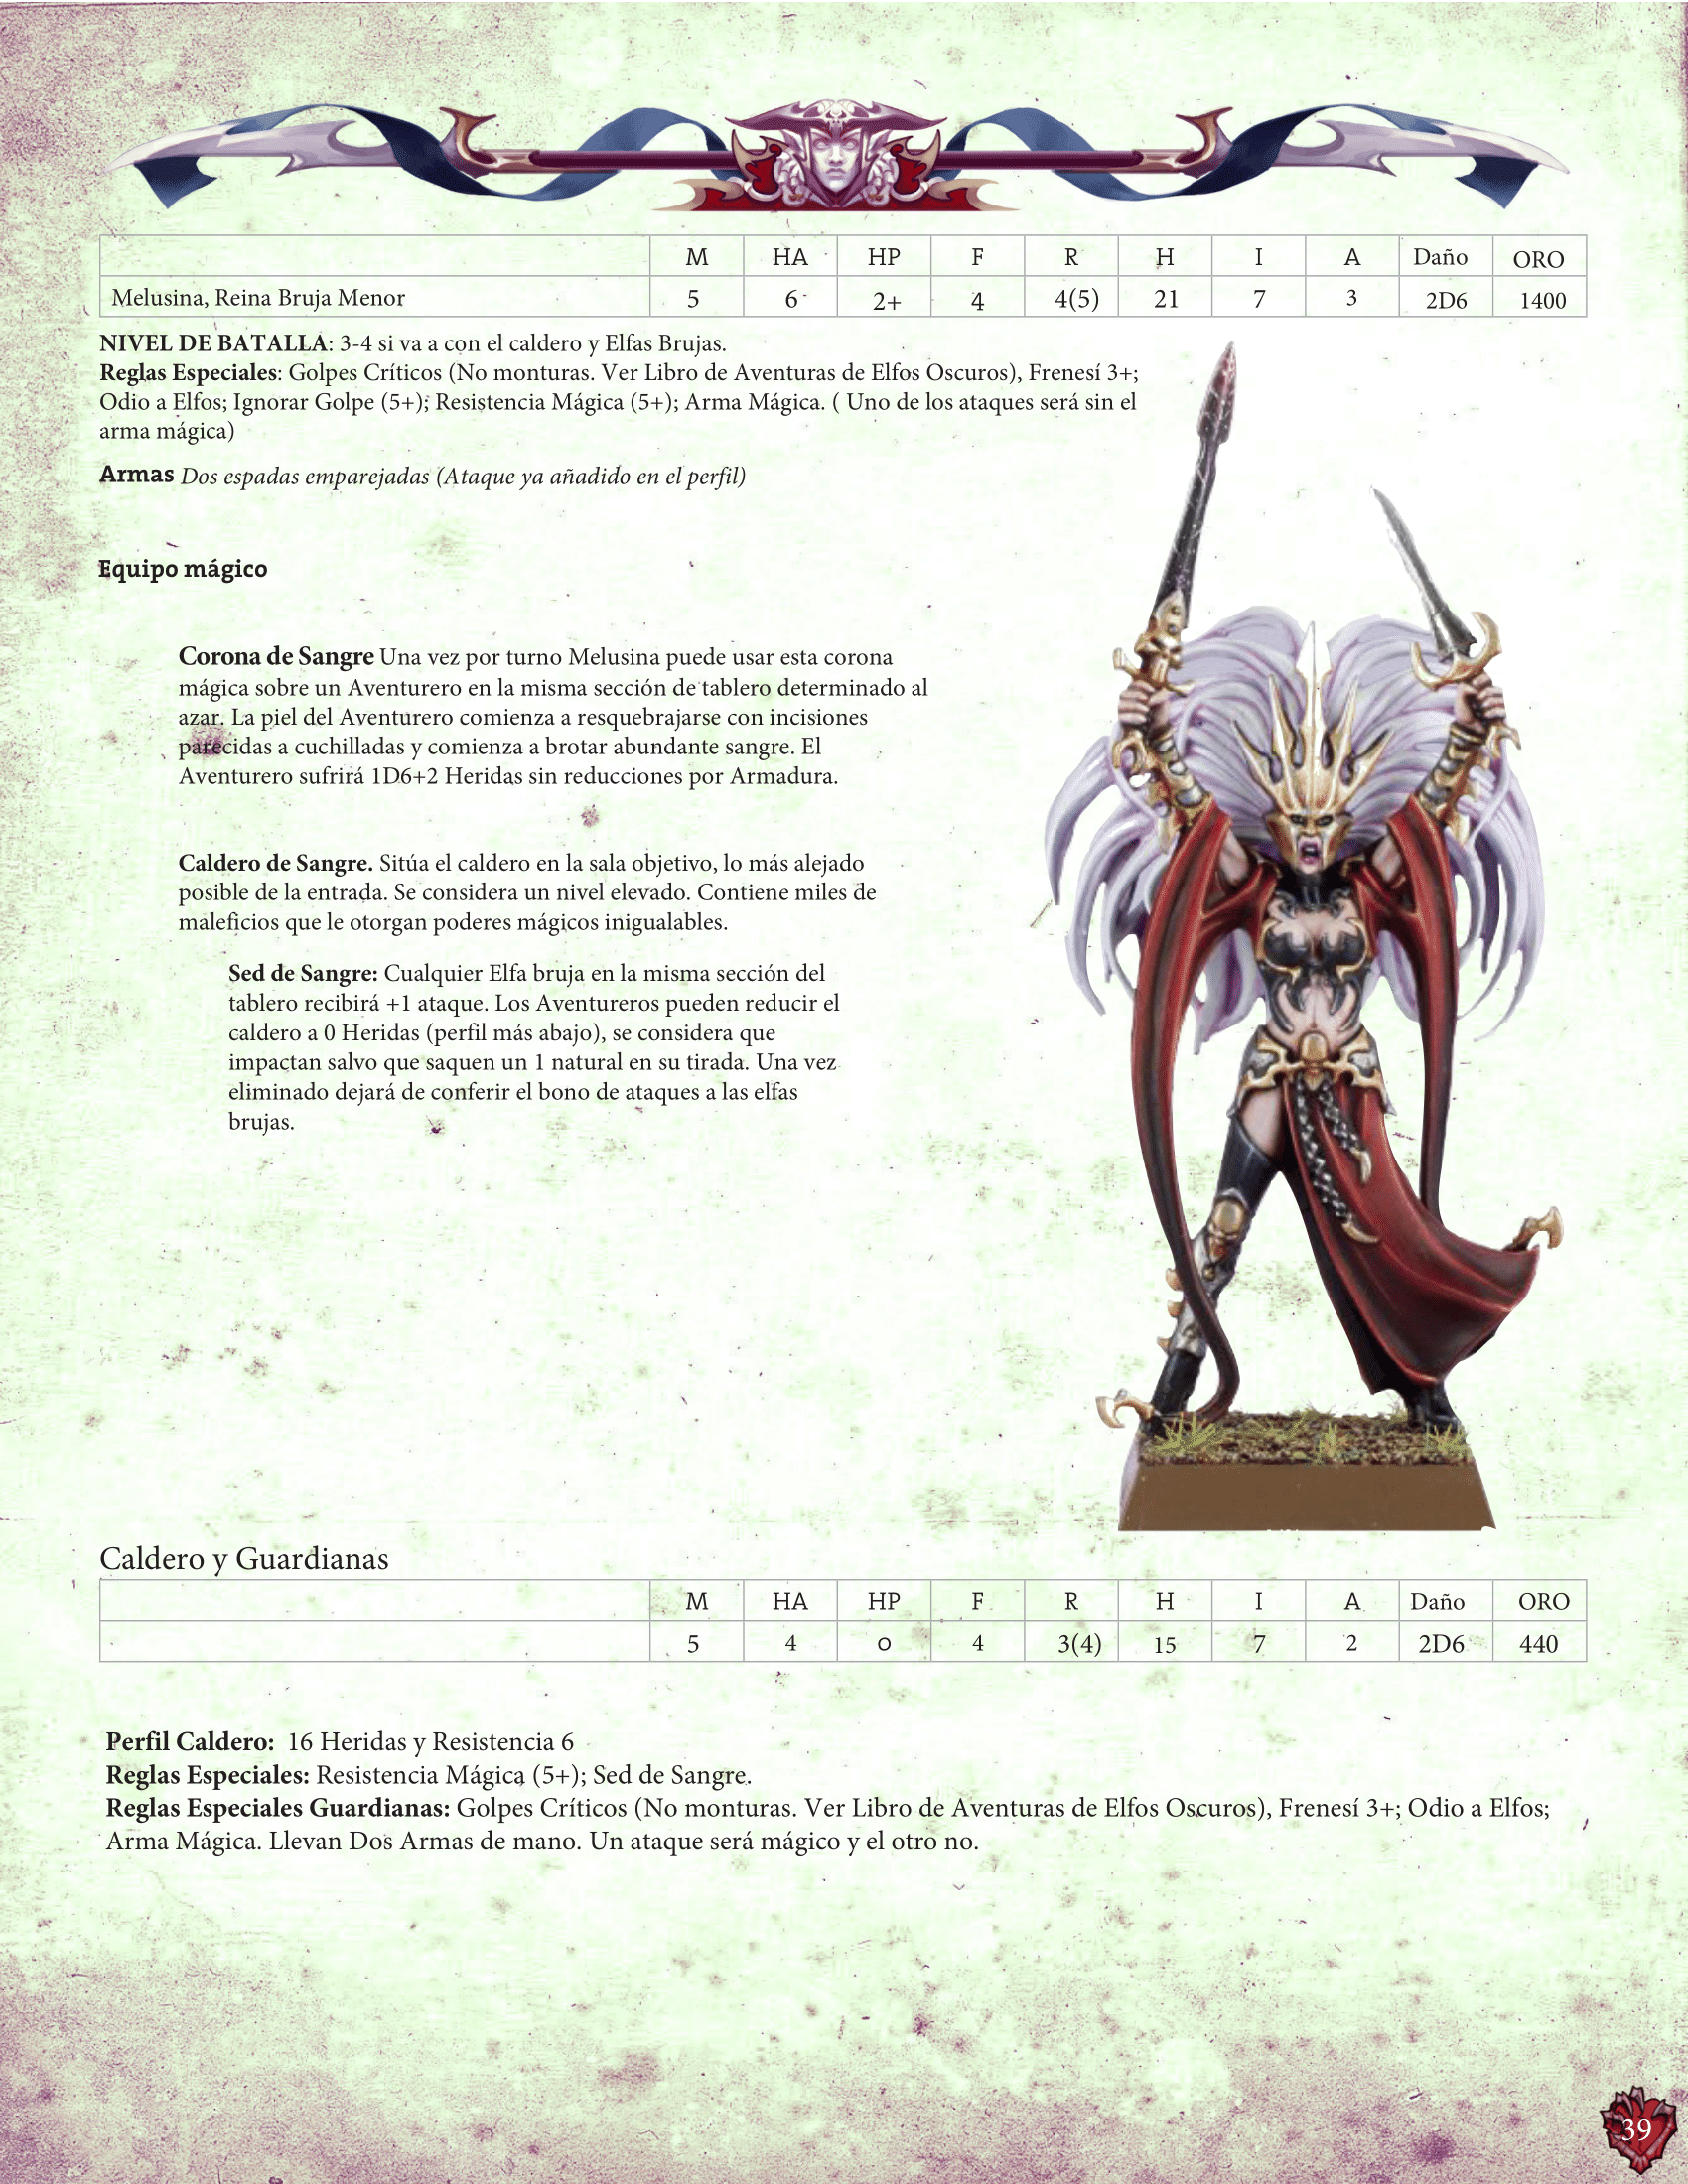 M HA HP F R H I A Daño ORO
Melusina, Reina Bruja Menor 5 6 2+ 4 4(5) 21 7 3 2D6 1400
NIVEL DE BATALLA: 3-4 si va a con el caldero y Elfas Brujas.
Reglas Especiales: Golpes Críticos (No monturas. Ver Libro de Aventuras de Elfos Oscuros), Frenesí 3+;
Odio a Elfos; Ignorar Golpe (5+); Resistencia Mágica (5+); Arma Mágica. ( Uno de los ataques será sin el
arma mágica)
Armas Dos espadas emparejadas (Ataque ya añadido en el perfil)
Equipo mágico
Corona de Sangre Una vez por turno Melusina puede usar esta corona
mágica sobre un Aventurero en la misma sección de tablero determinado al
azar. La piel del Aventurero comienza a resquebrajarse con incisiones
parecidas a cuchilladas y comienza a brotar abundante sangre. El
Aventurero sufrirá 1D6+2 Heridas sin reducciones por Armadura.
Caldero de Sangre. Sitúa el caldero en la sala objetivo, lo más alejado
posible de la entrada. Se considera un nivel elevado. Contiene miles de
maleficios que le otorgan poderes mágicos inigualables.
Sed de Sangre: Cualquier Elfa bruja en la misma sección del
tablero recibirá +1 ataque. Los Aventureros pueden reducir el
caldero a 0 Heridas (perfil más abajo), se considera que
impactan salvo que saquen un 1 natural en su tirada. Una vez
eliminado dejará de conferir el bono de ataques a las elfas
brujas.
Caldero y Guardianas
M HA HP F R H I A Daño ORO
5 4 0 4 3(4) 15 7 2 2D6 440
Perfil Caldero: 16 Heridas y Resistencia 6
Reglas Especiales: Resistencia Mágica (5+); Sed de Sangre.
Reglas Especiales Guardianas: Golpes Críticos (No monturas. Ver Libro de Aventuras de Elfos Oscuros), Frenesí 3+; Odio a Elfos;
Arma Mágica. Llevan Dos Armas de mano. Un ataque será mágico y el otro no.
39